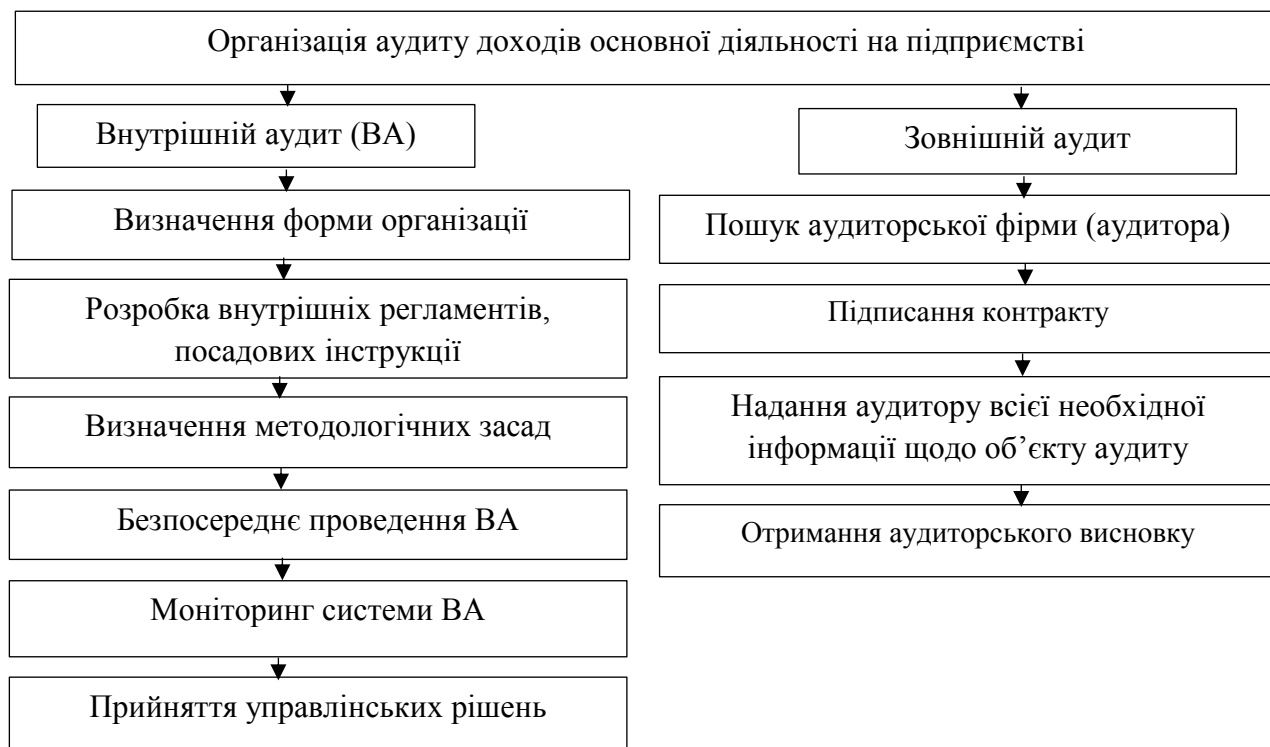 Організація аудиту доходів основної діяльності на підприємстві
Внутрішній аудит (ВА)
Визначення форми організації
Розробка внутрішніх регламентів,
посадових інструкції
Визначення методологічних засад
Безпосереднє проведення ВА
Моніторинг системи ВА
Прийняття управлінських рішень
Зовнішній аудит
Пошук аудиторської фірми (аудитора)
Підписання контракту
Надання аудитору всієї необхідної
інформації щодо об’єкту аудиту
Отримання аудиторського висновку